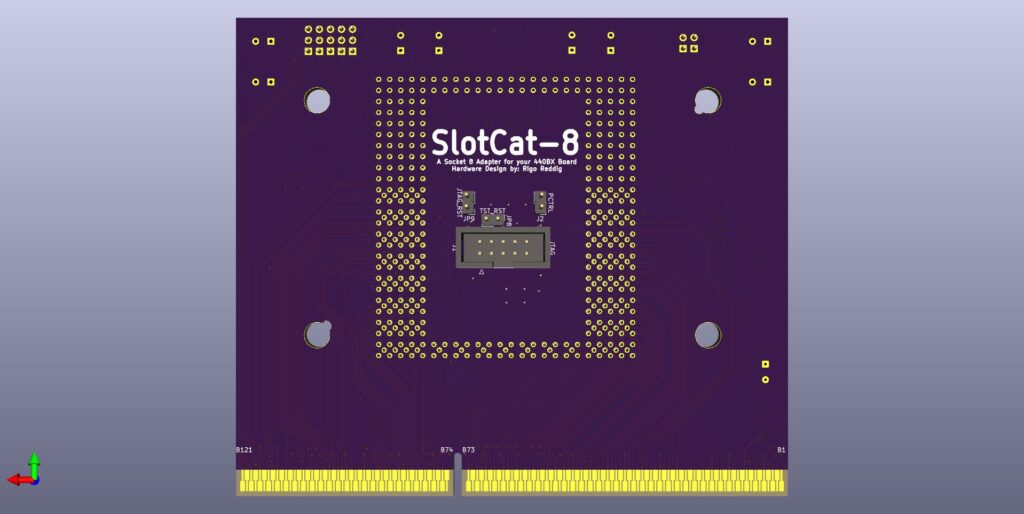 SlotCat-8
A Socket 8 Adapter for your 440BX Board
Hardware Design by: Rigo Reddig
JTAG_RST
PCTRL
TST_RST
JP9
JP8
J2
J1
JTAG
B121
B74
B73
B1